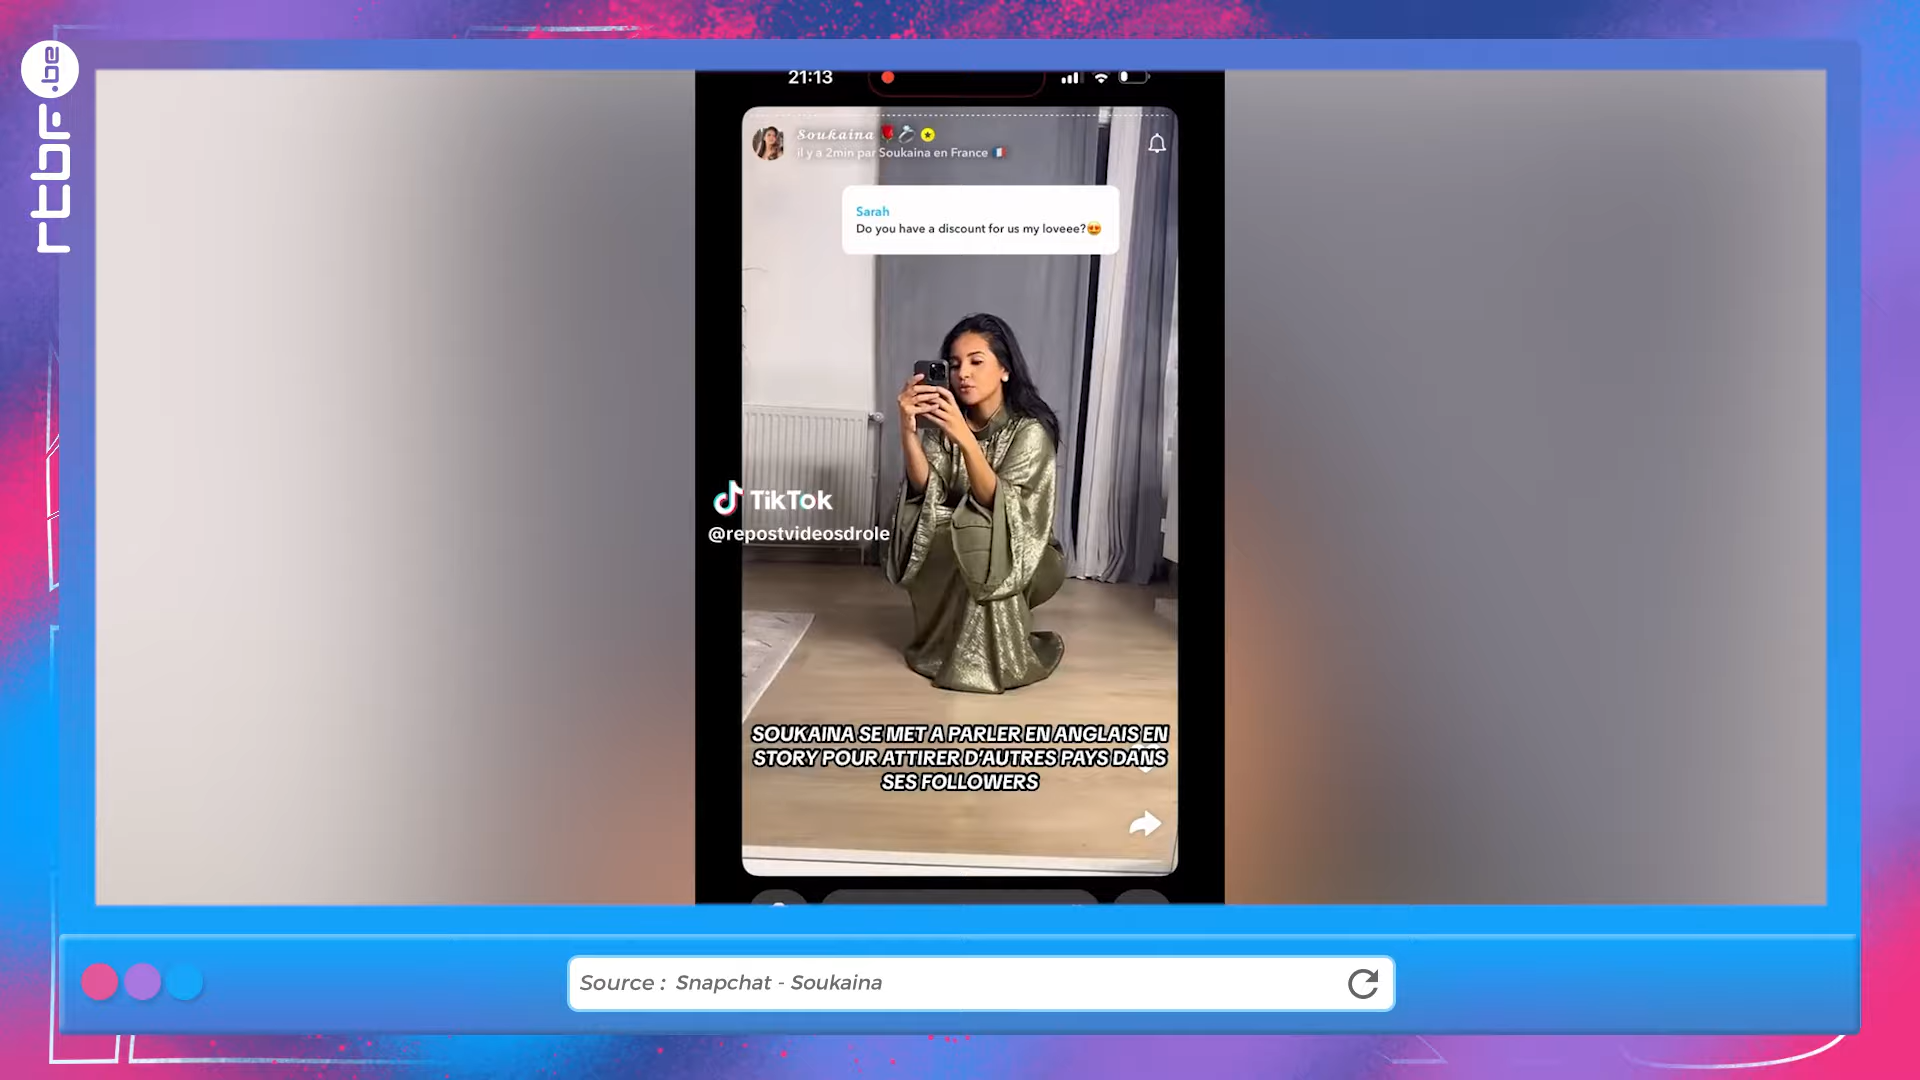 rtbf.be
21:13
Soukaina
il y a 2min par Soukaina en France
Sarah
Do you have a discount for us my loveee?😍
TikTok
@repostvideosdrole
SOUKAINA SE MET A PARLER EN ANGLAIS EN
STORY POUR ATTIRER D'AUTRES PAYS DANS
SES FOLLOWERS
Source : Snapchat - Soukaina